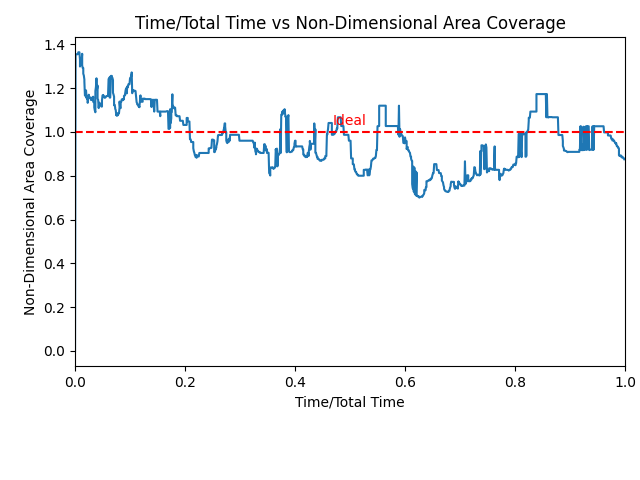 Time/Total Time vs Non-Dimensional Area Coverage
Non-Dimensional Area Coverage
1.4
1.2
1.0
0.8
0.6
0.4
0.2
0.0
Ideal
0.0 0.2 0.4 0.6 0.8 1.0
Time/Total Time